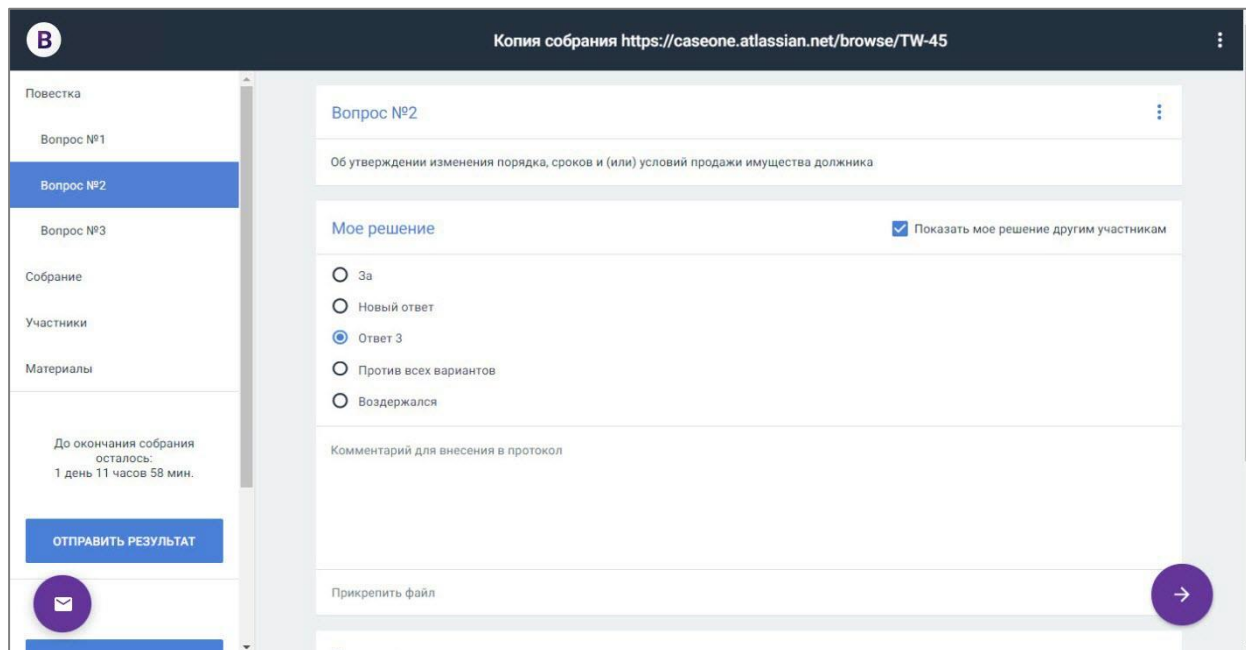 B
Копия собрания https://caseone.atlassian.net/browse/TW-45
Повестка
Вопрос №1
Вопрос №2
Вопрос №3
Собрание
Участники
Материалы
До окончания собрания
осталось:
1 день 11 часов 58 мин.
ОТПРАВИТЬ РЕЗУЛЬТАТ
Вопрос №2
Об утверждении изменения порядка, сроков и (или) условий продажи имущества должника
Мое решение
Показать мое решение другим участникам
За
Новый ответ
Ответ 3
Против всех вариантов
Воздержался
Комментарий для внесения в протокол
Прикрепить файл